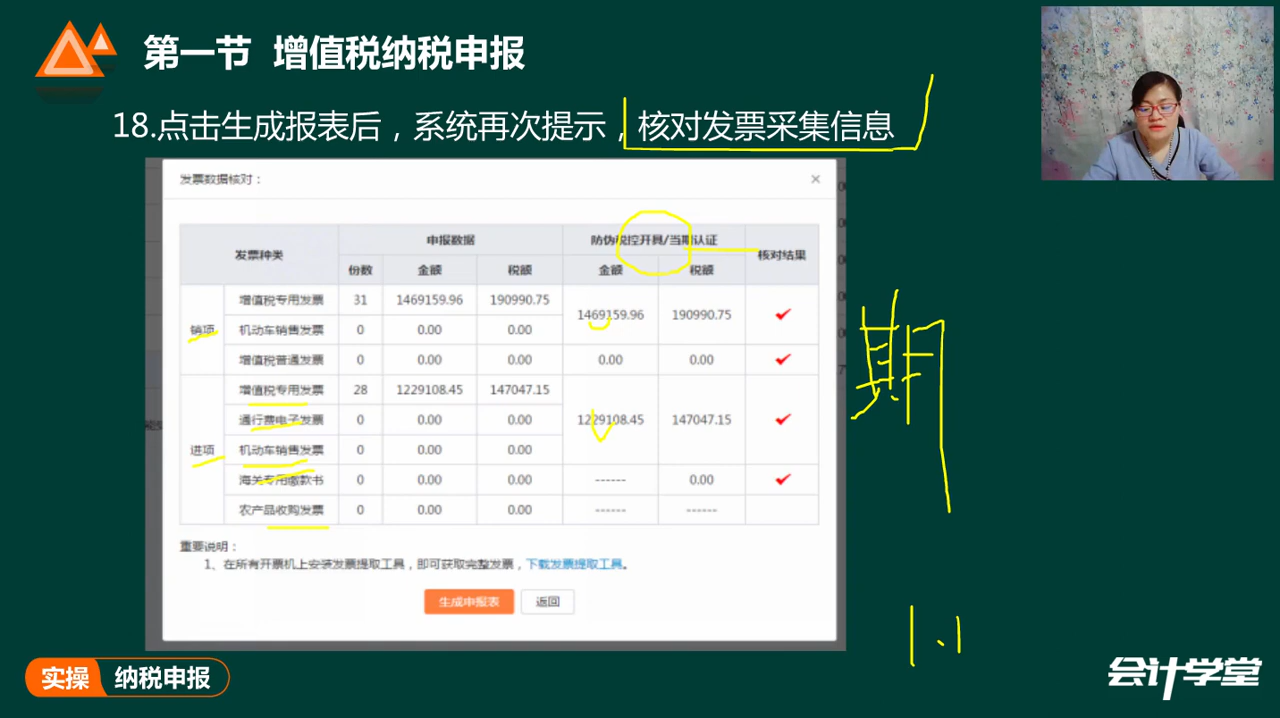 第一节 增值税纳税申报
18.点击生成报表后，系统再次提示，核对发票采集信息
发票数据核对： ×
发票种类 申报数据 防伪税控开具/当期认证 核对结果
份数 金额 税额 金额 税额
销项 增值税专用发票 31 1469159.96 190990.75 1469159.96 190990.75
机动车销售发票 0 0.00 0.00
增值税普通发票 0 0.00 0.00 0.00 0.00
进项 增值税专用发票 28 1229108.45 147047.15 1229108.45 147047.15
通行费电子发票 0 0.00 0.00
机动车销售发票 0 0.00 0.00
海关专用缴款书 0 0.00 0.00 ------ 0.00
农产品收购发票 0 0.00 0.00 ------ ------
重要说明：
1、在所有开票机上安装发票提取工具，即可获取完整发票，下载发票提取工具。
生成申报表 返回
期
1.1
实操 纳税申报
会计学堂